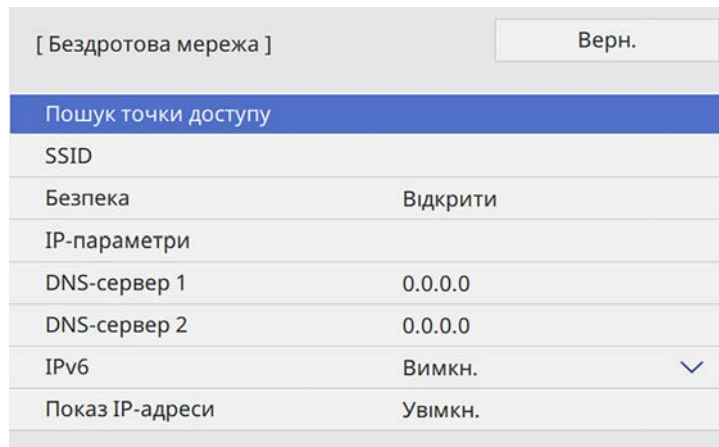 [ Бездротова мережа ] Верн.
Пошук точки доступу
SSID
Безпека Відкрити
IP-параметри
DNS-сервер 1 0.0.0.0
DNS-сервер 2 0.0.0.0
IPv6 Вимкн.
Показ IP-адреси Увімкн.